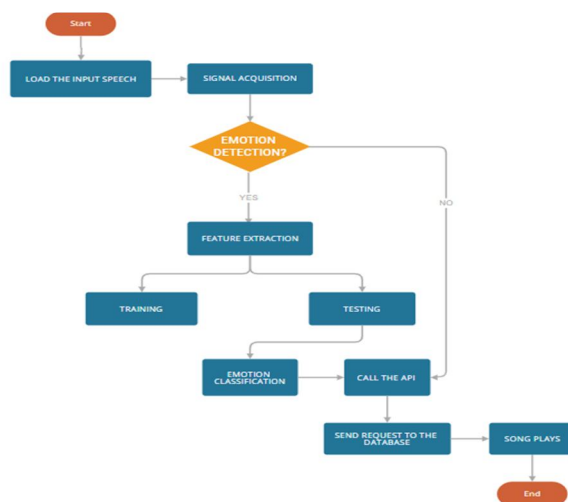 Start
LOAD THE INPUT SPEECH
SIGNAL ACQUISITION
EMOTION
DETECTION?
YES
NO
FEATURE EXTRACTION
TRAINING
TESTING
EMOTION
CLASSIFICATION
CALL THE API
SEND REQUEST TO THE
DATABASE
SONG PLAYS
End